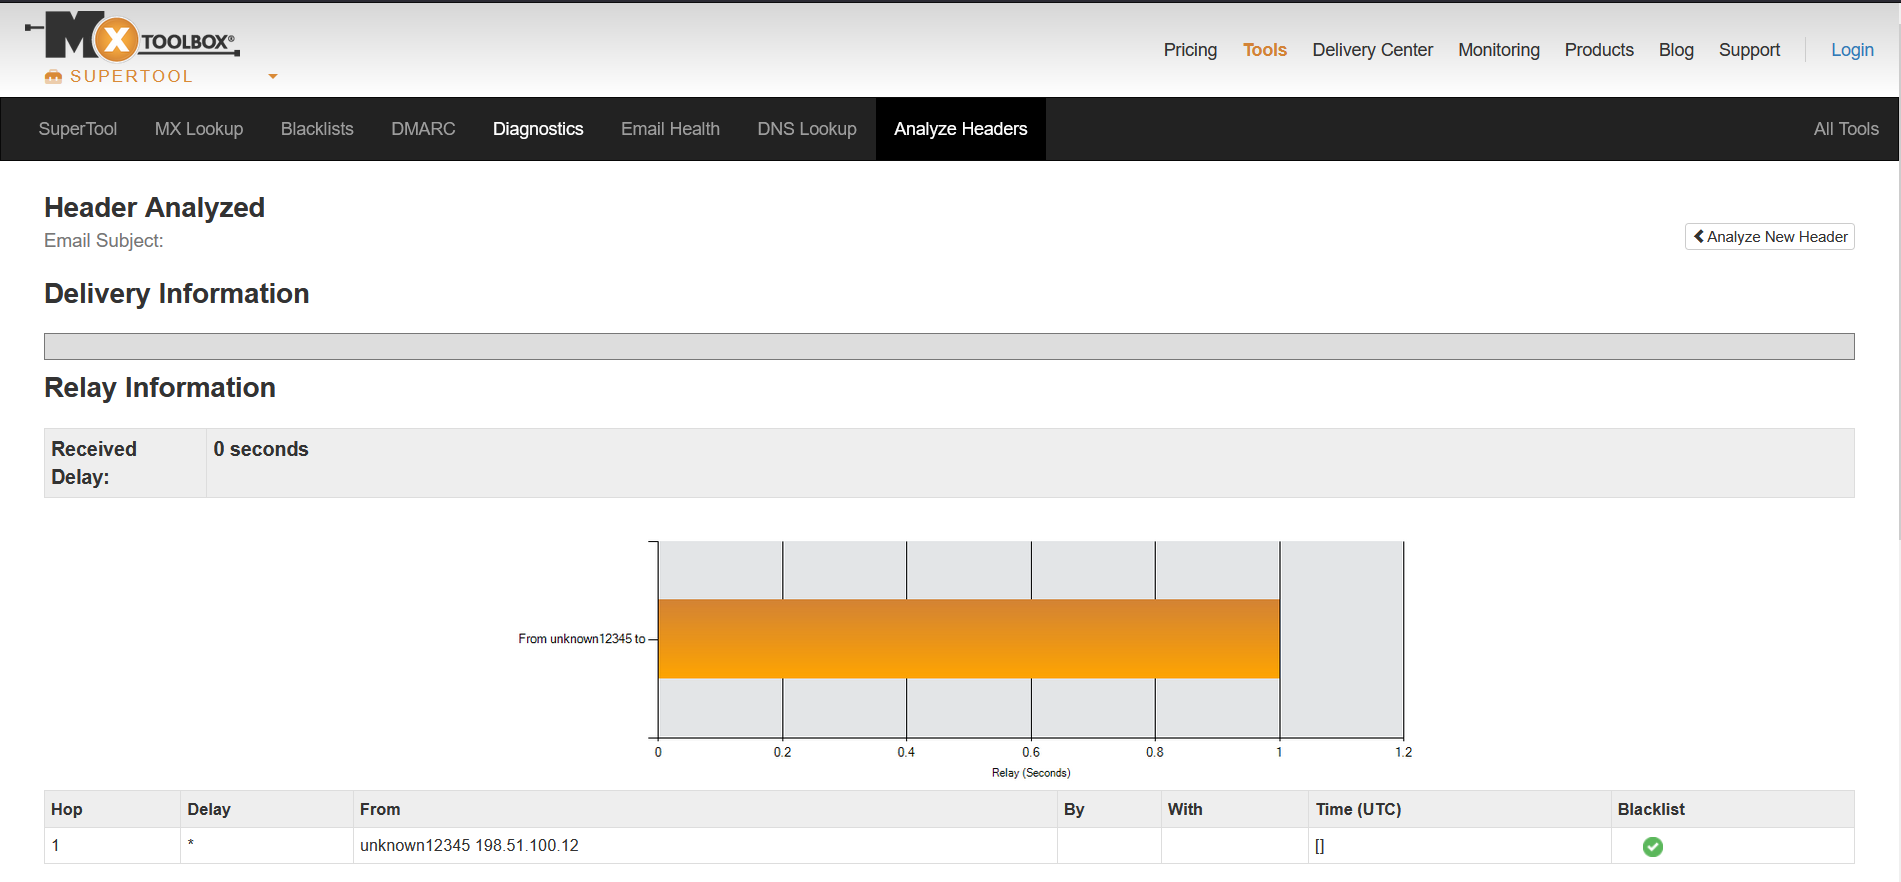 MX TOOLBOX®
SUPERTOOL
Pricing Tools Delivery Center Monitoring Products Blog Support Login
SuperTool MX Lookup Blacklists DMARC Diagnostics Email Health DNS Lookup Analyze Headers All Tools
Header Analyzed
Email Subject:
Analyze New Header
Delivery Information
Relay Information
Received Delay: 0 seconds
From unknown12345 to
0 0.2 0.4 0.6 0.8 1 1.2
Relay (Seconds)
Hop Delay From By With Time (UTC) Blacklist
1 * unknown12345 198.51.100.12 []